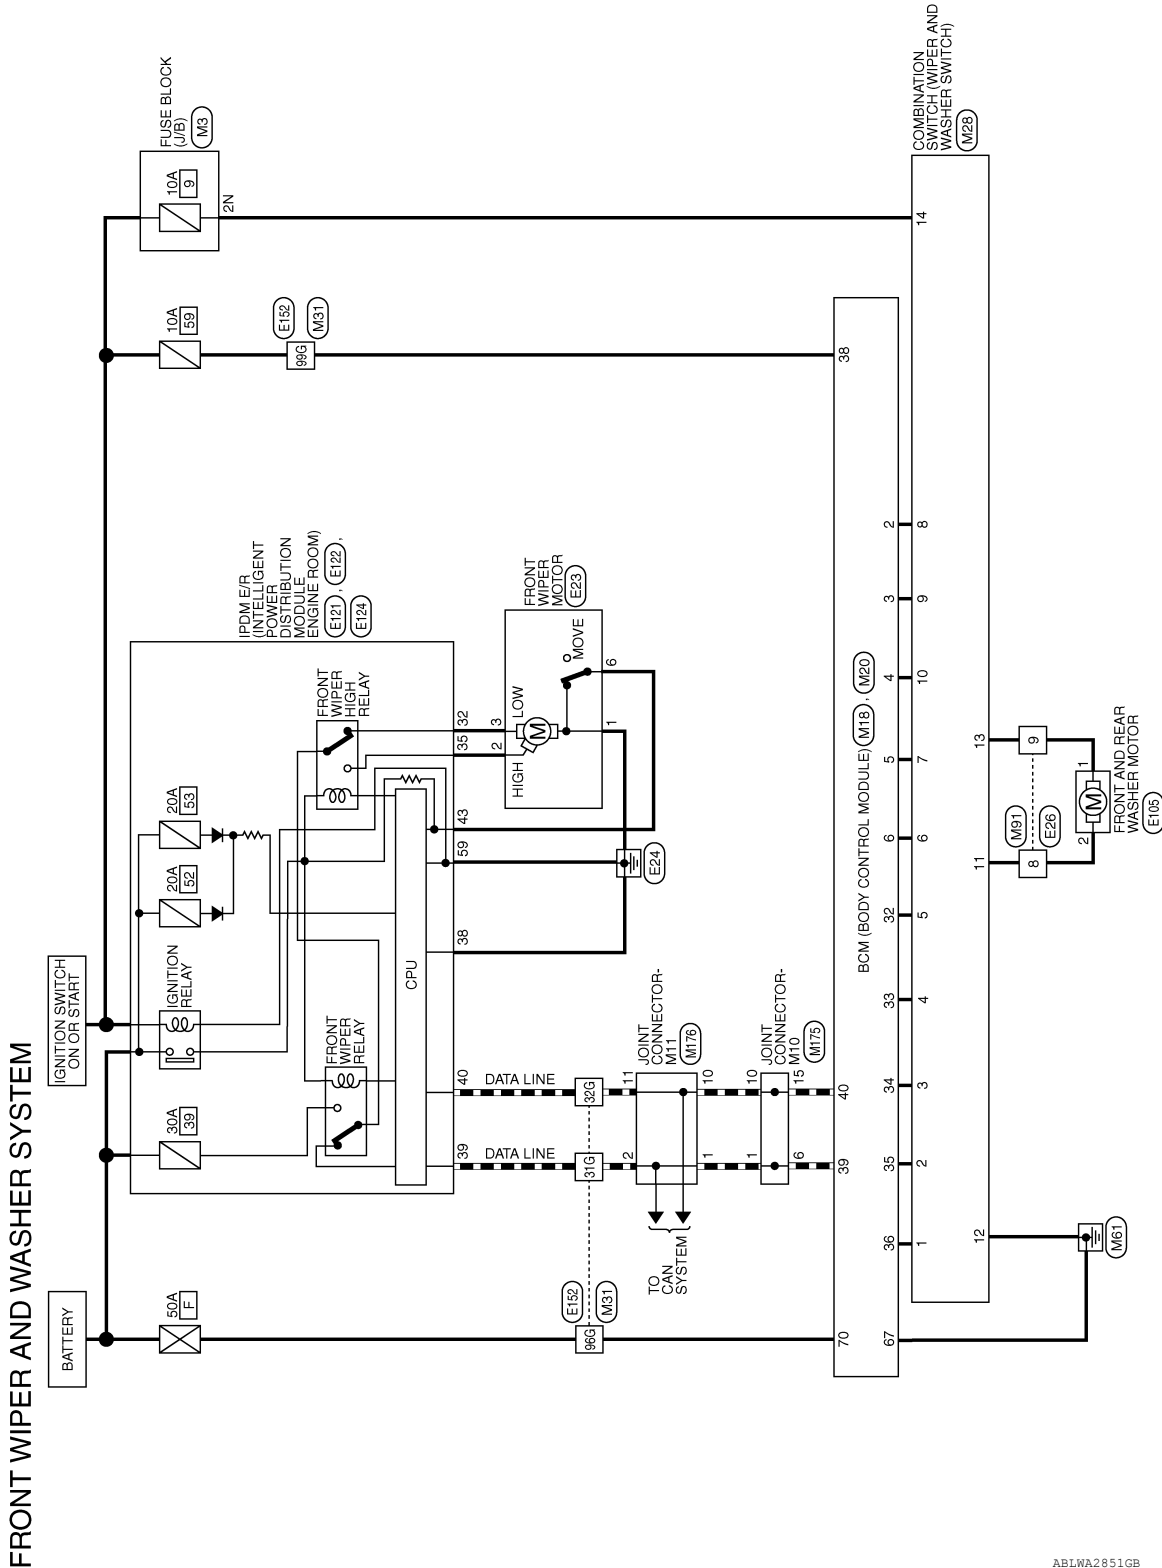 FRONT WIPER AND WASHER SYSTEM
BATTERY
IGNITION SWITCH
ON OR START
50A
F
30A
39
IGNITION
RELAY
20A
52
20A
53
10A
59
10A
9
FUSE BLOCK
(J/B)
M3
2N
IPDM E/R
(INTELLIGENT
POWER
DISTRIBUTION
MODULE
ENGINE ROOM)
E121 , E122 ,
E124
FRONT
WIPER
RELAY
FRONT
WIPER
HIGH
RELAY
CPU
39
40
38
59
43
35
32
E152
M31
99G
FRONT
WIPER
MOTOR
E23
HIGH
LOW
MOVE
M
2
3
1
6
E24
DATA LINE
DATA LINE
E152
M31
96G
31G
32G
2
11
JOINT
CONNECTOR-
M11
M176
TO
CAN
SYSTEM
1
10
1
10
JOINT
CONNECTOR-
M10
M175
6
15
70
39
40
38
BCM (BODY CONTROL MODULE) M18 , M20
67
36
35
34
33
32
6
5
4
3
2
1
2
3
4
5
6
7
10
9
8
14
COMBINATION
SWITCH (WIPER AND
WASHER SWITCH)
M28
12
11
13
M61
8
9
M91
E26
2
1
M
FRONT AND REAR
WASHER MOTOR
E105
ABLWA2851GB